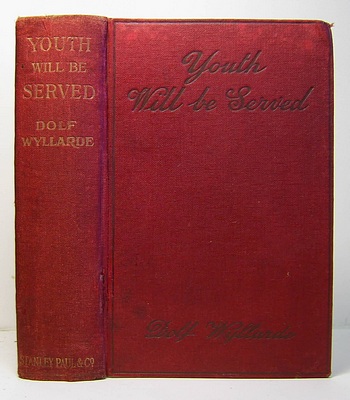 YOUTH
WILL BE
SERVED
DOLF
WYLLARDE
STANLEY PAUL & CO
Youth
Will be Served
Dolf Wyllarde